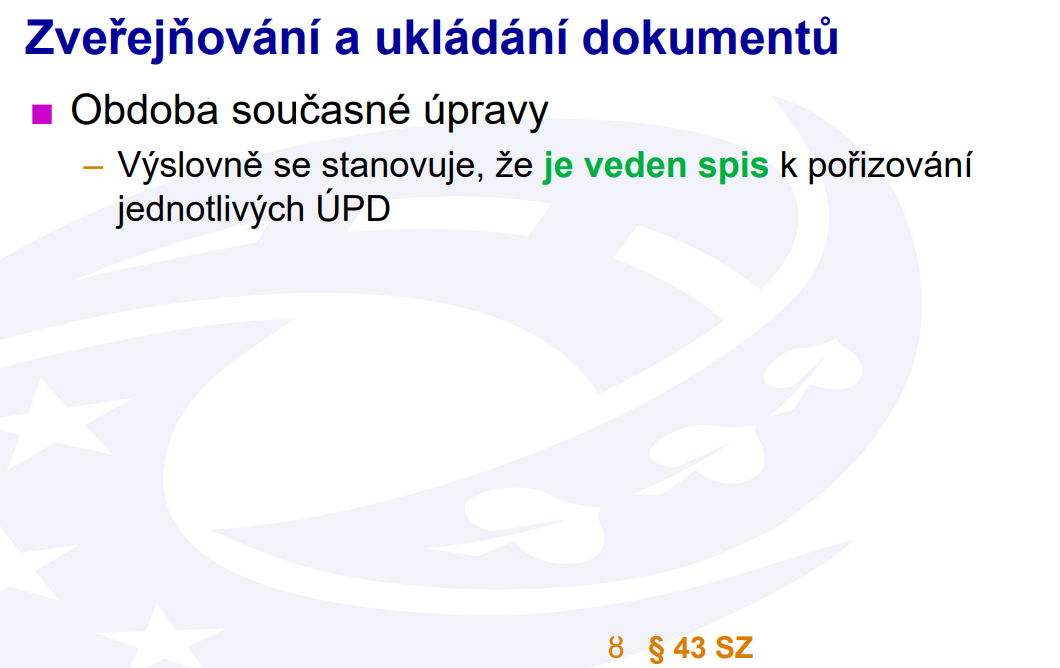 Zveřejňování a ukládání dokumentů
Obdoba současné úpravy
– Výslovně se stanovuje, že je veden spis k pořizování
jednotlivých ÚPD
8 § 43 SZ